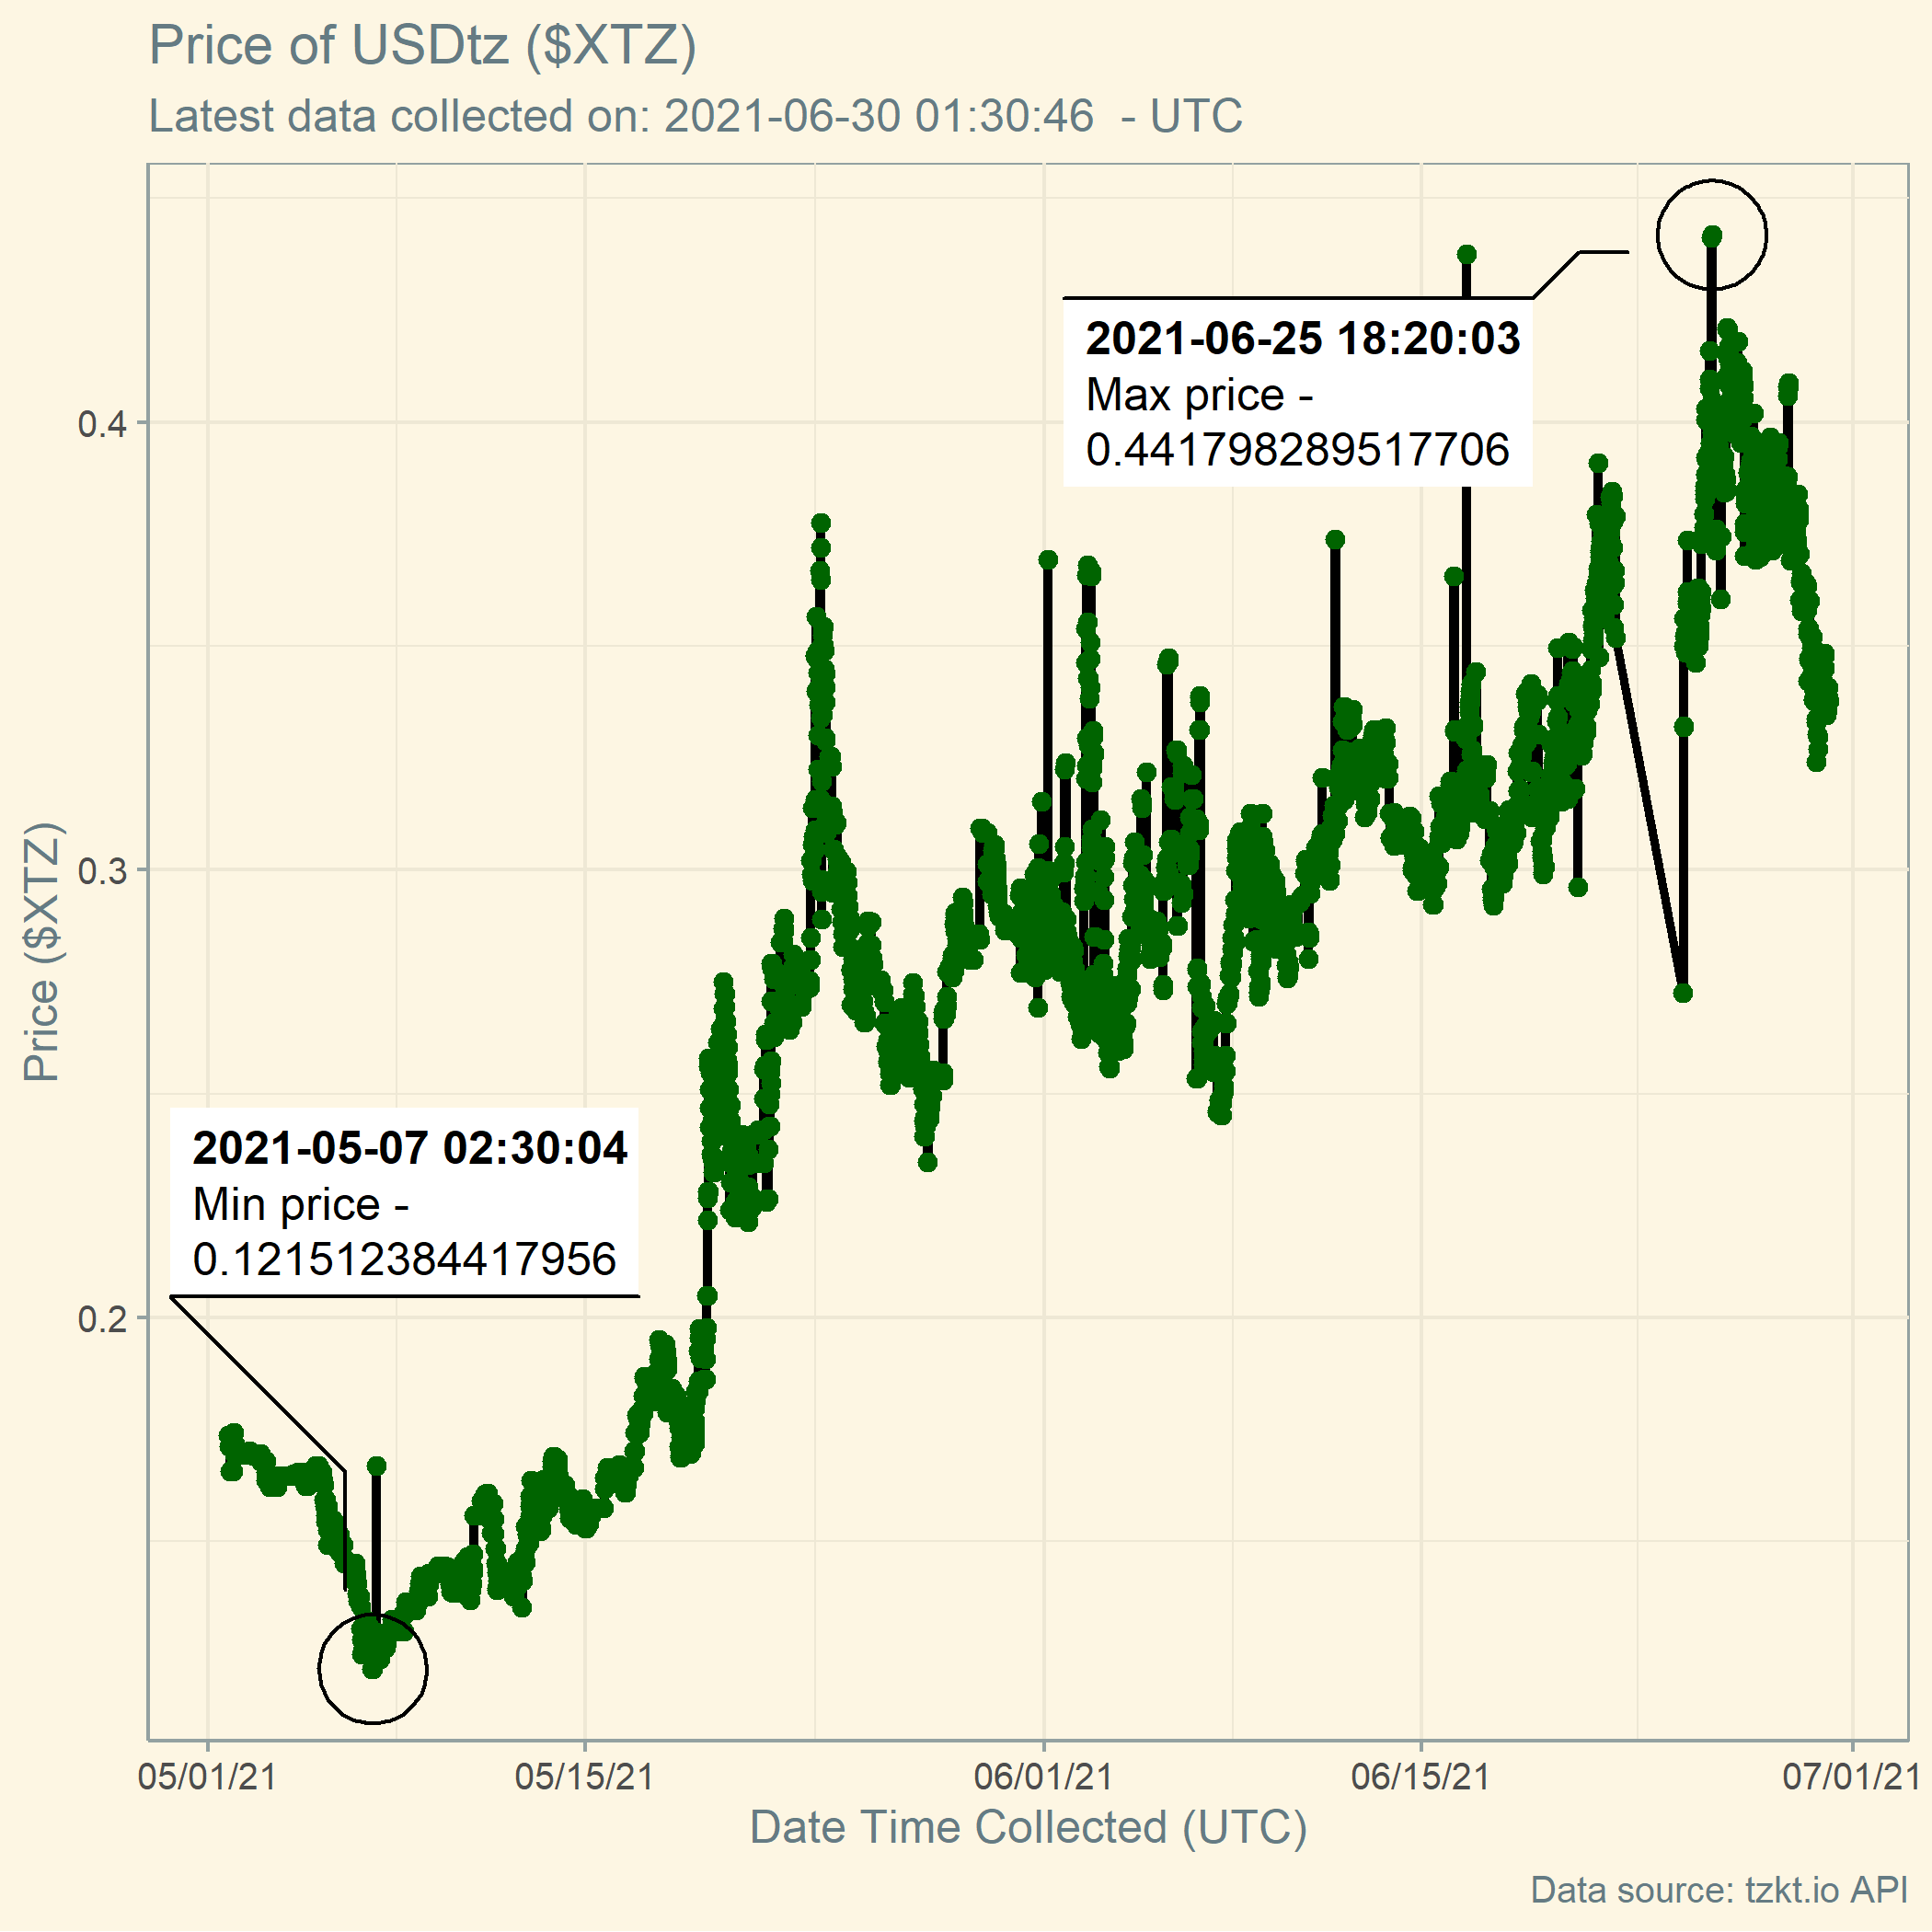 Price of USDtz ($XTZ)
Latest data collected on: 2021-06-30 01:30:46  - UTC
2021-06-25 18:20:03
Max price -
0.441798289517706
0.4
0.3
0.2
Price ($XTZ)
2021-05-07 02:30:04
Min price -
0.121512384417956
05/01/21
05/15/21
06/01/21
06/15/21
07/01/21
Date Time Collected (UTC)
Data source: tzkt.io API